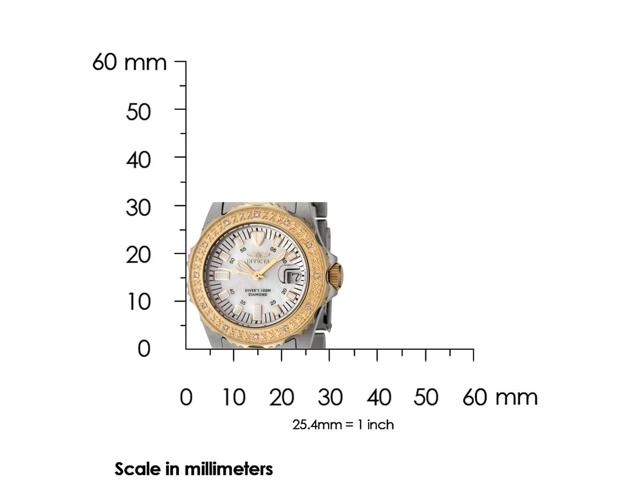 60 mm
50
40
30
20
10
0
INVICTA
DIVER'S 100M
DIAMOND
0 10 20 30 40 50 60 mm
25.4mm = 1 inch
Scale in millimeters